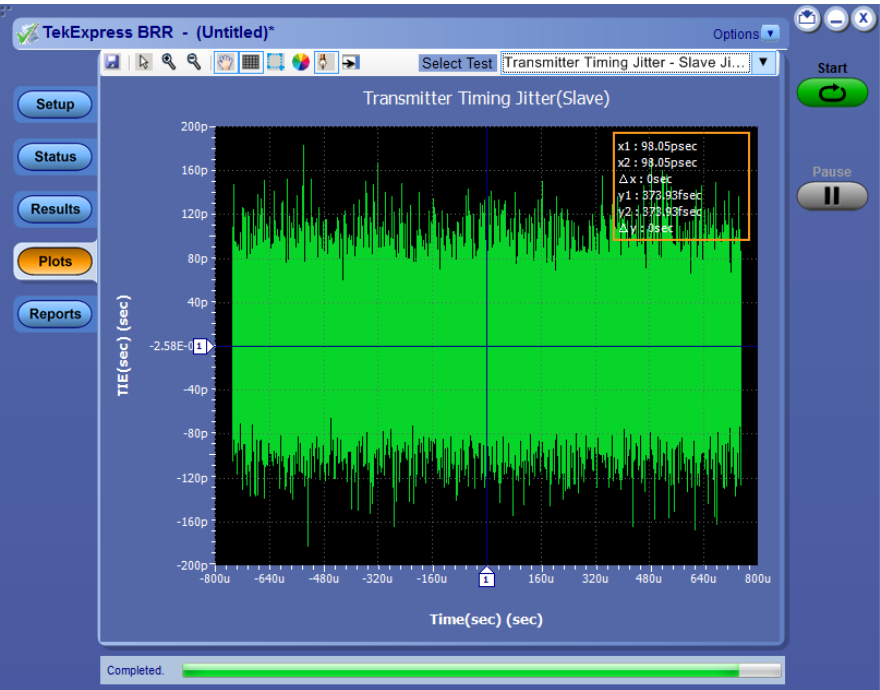 TekExpress BRR - (Untitled)*
Options
Select Test
Transmitter Timing Jitter - Slave Ji...
Start
Pause
Setup
Status
Results
Plots
Reports
Transmitter Timing Jitter(Slave)
x1 : 98.05psec
x2 : 98.05psec
Δx : 0sec
y1 : 373.93fsec
y2 : 373.93fsec
Δy : 0sec
TIE(sec) (sec)
200p
160p
120p
80p
40p
-2.58E-0
1
-40p
-80p
-120p
-160p
-200p
-800u
-640u
-480u
-320u
-160u
1
160u
320u
480u
640u
800u
Time(sec) (sec)
Completed.